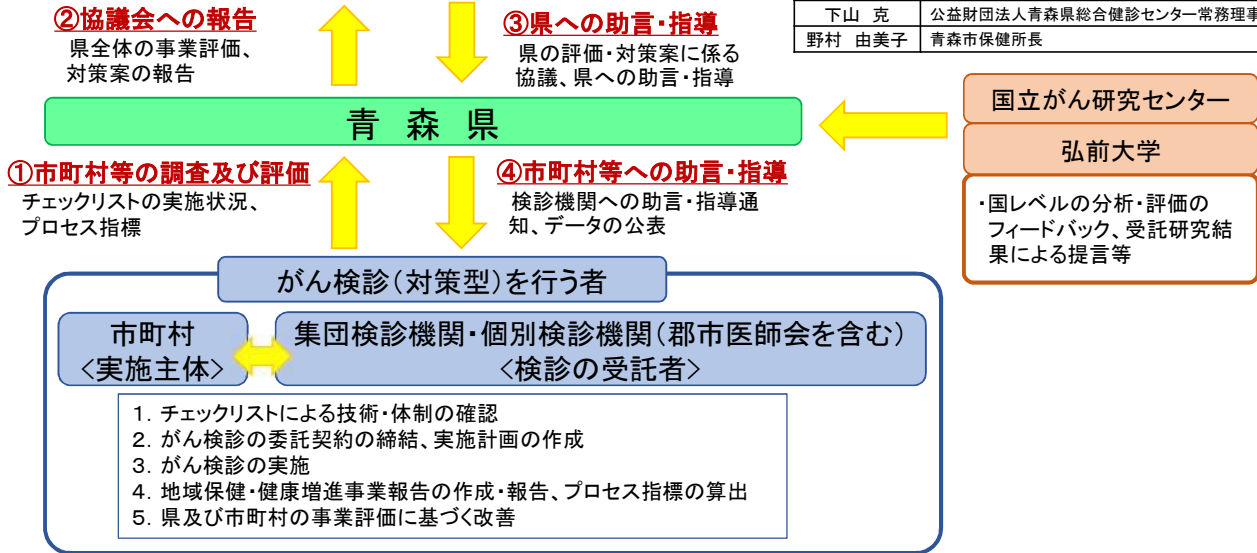 ②協議会への報告
県全体の事業評価、
対策案の報告
③県への助言・指導
県の評価・対策案に係る
協議、県への助言・指導
下山 克 公益財団法人青森県総合健診センター常務理事
野村 由美子 青森市保健所長
青 森 県
国立がん研究センター
弘前大学
・国レベルの分析・評価の
フィードバック、受託研究結
果による提言等
①市町村等の調査及び評価
チェックリストの実施状況、
プロセス指標
④市町村等への助言・指導
検診機関への助言・指導通
知、データの公表
がん検診(対策型)を行う者
市町村
<実施主体>
集団検診機関・個別検診機関(郡市医師会を含む)
<検診の受託者>
1. チェックリストによる技術・体制の確認
2. がん検診の委託契約の締結、実施計画の作成
3. がん検診の実施
4. 地域保健・健康増進事業報告の作成・報告、プロセス指標の算出
5. 県及び市町村の事業評価に基づく改善